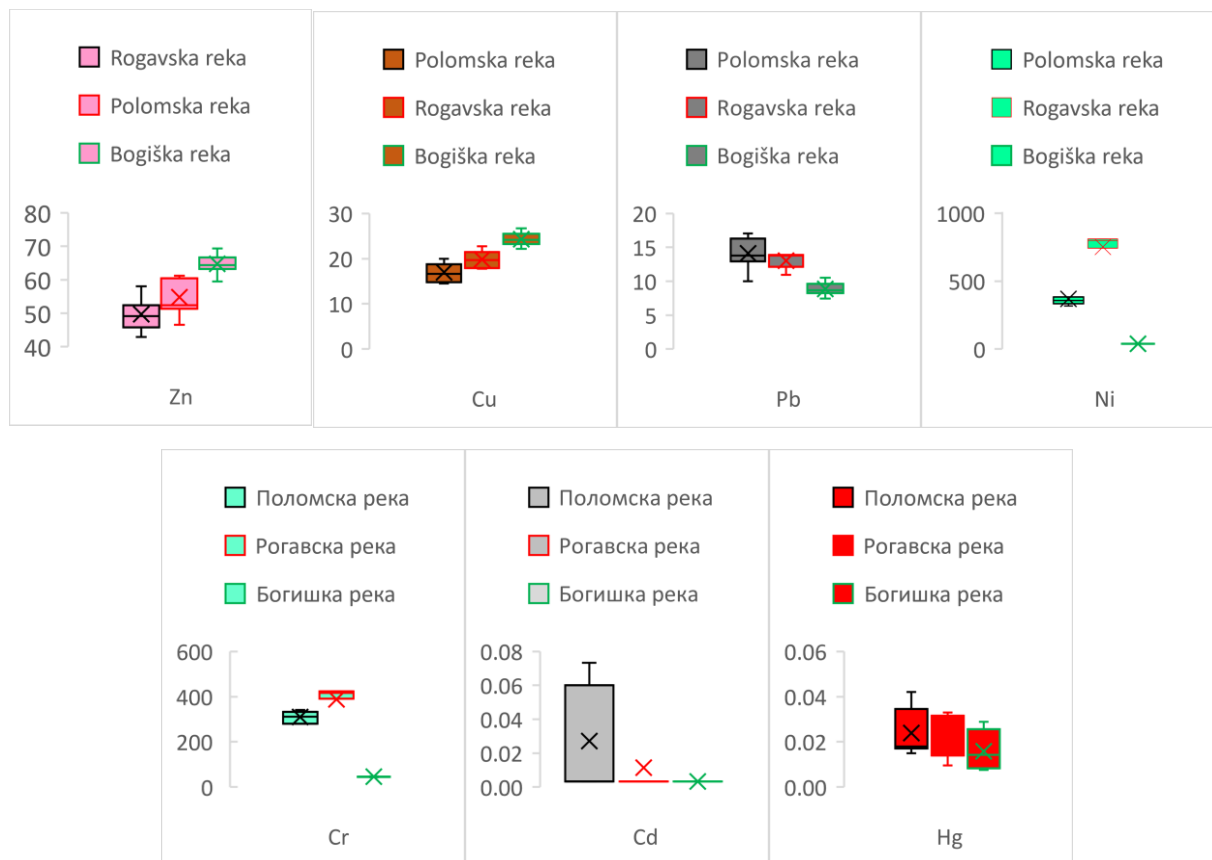 Rogavska reka
Polomska reka
Bogiška reka
80
70
60
50
40
Zn
Polomska reka
Rogavska reka
Bogiška reka
30
20
10
0
Cu
Polomska reka
Rogavska reka
Bogiška reka
20
15
10
5
0
Pb
Polomska reka
Rogavska reka
Bogiška reka
1000
500
0
Ni
Поломска река
Рогавска река
Богишка река
600
400
200
0
Cr
Поломска река
Рогавска река
Богишка река
0.08
0.06
0.04
0.02
0.00
Cd
Поломска река
Рогавска река
Богишка река
0.06
0.04
0.02
0.00
Hg